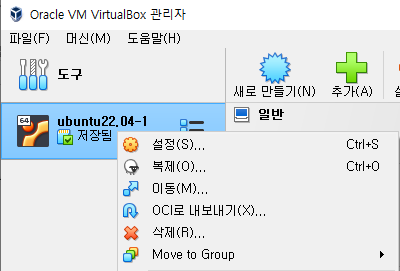 Oracle VM VirtualBox 관리자
파일(F) 머신(M) 도움말(H)
도구
새로 만들기(N) 추가(A)
64
ubuntu22.04-1
저장됨
일반
설정(S)... Ctrl+S
복제(O)... Ctrl+O
이동(M)...
OCI로 내보내기(X)...
삭제(R)...
Move to Group